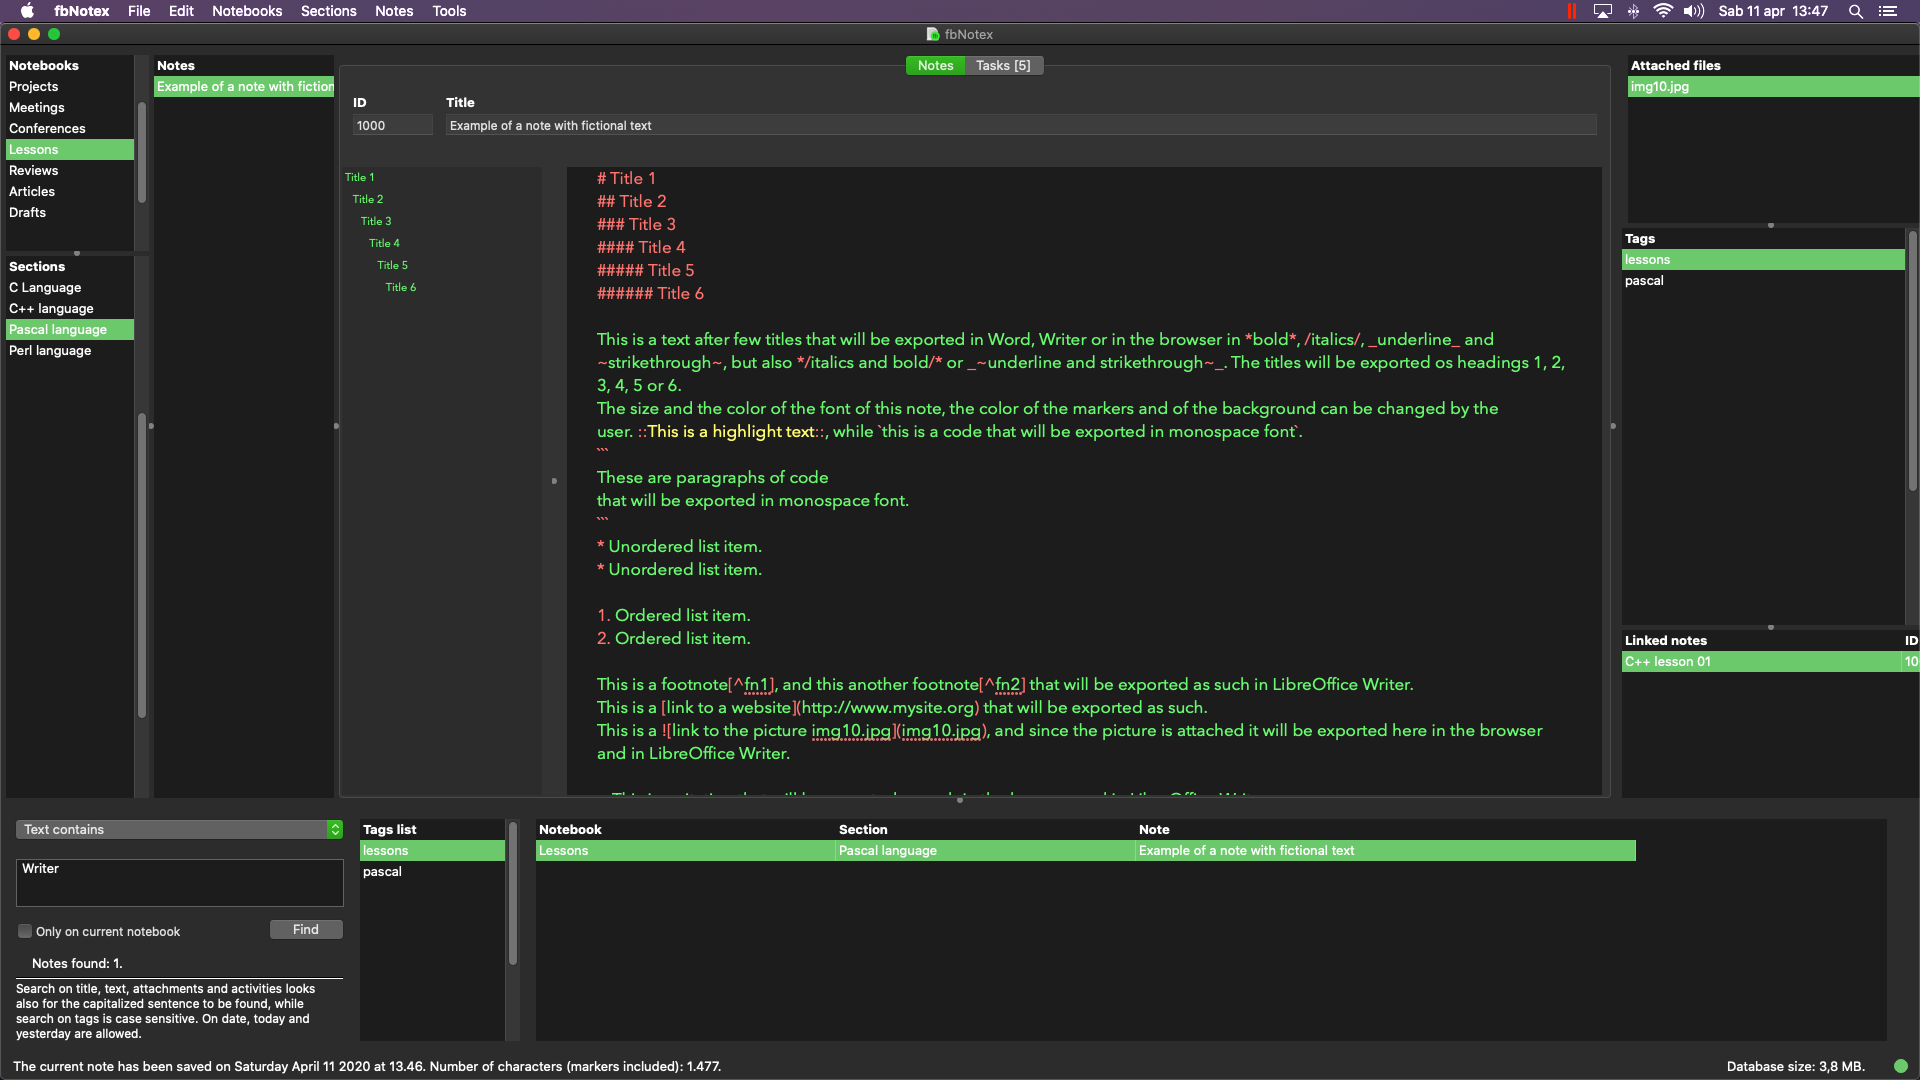 fbNotex File Edit Notebooks Sections Notes Tools Sab 11 apr 13:47
fbNotex
Notebooks
Projects
Meetings
Conferences
Lessons
Reviews
Articles
Drafts
Sections
C Language
C++ language
Pascal language
Perl language
Notes
Example of a note with fiction
Notes Tasks [5]
ID Title
1000 Example of a note with fictional text
Title 1
Title 2
Title 3
Title 4
Title 5
Title 6
# Title 1
## Title 2
### Title 3
#### Title 4
##### Title 5
###### Title 6
This is a text after few titles that will be exported in Word, Writer or in the browser in *bold*, /italics/, _underline_ and
~strikethrough~, but also */italics and bold/* or _~underline and strikethrough~_. The titles will be exported os headings 1, 2,
3, 4, 5 or 6.
The size and the color of the font of this note, the color of the markers and of the background can be changed by the
user. ::This is a highlight text::, while `this is a code that will be exported in monospace font`.
```
These are paragraphs of code
that will be exported in monospace font.
```
* Unordered list item.
* Unordered list item.
1. Ordered list item.
2. Ordered list item.
This is a footnote[^fn1], and this another footnote[^fn2] that will be exported as such in LibreOffice Writer.
This is a [link to a website](http://www.mysite.org) that will be exported as such.
This is a ![link to the picture img10.jpg](img10.jpg), and since the picture is attached it will be exported here in the browser
and in LibreOffice Writer.
Attached files
img10.jpg
Tags
lessons
pascal
Linked notes ID
C++ lesson 01 10
Text contains
Writer
Only on current notebook Find
Notes found: 1.
Search on title, text, attachments and activities looks
also for the capitalized sentence to be found, while
search on tags is case sensitive. On date, today and
yesterday are allowed.
Tags list
lessons
pascal
Notebook Section Note
Lessons Pascal language Example of a note with fictional text
The current note has been saved on Saturday April 11 2020 at 13.46. Number of characters (markers included): 1.477.
Database size: 3,8 MB.